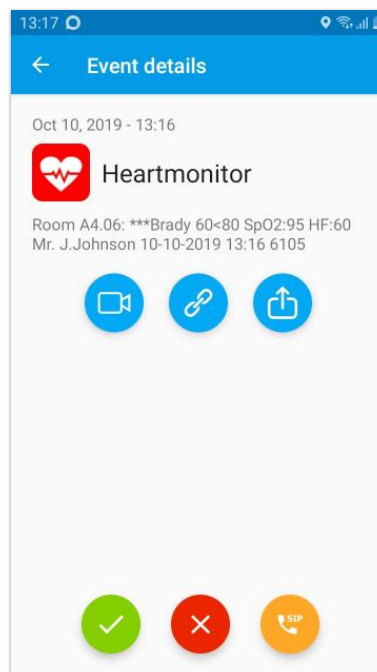 13:17
Event details
Oct 10, 2019 - 13:16
Heartmonitor
Room A4.06: ***Brady 60<80 SpO2:95 HF:60
Mr. J.Johnson 10-10-2019 13:16 6105
SIP